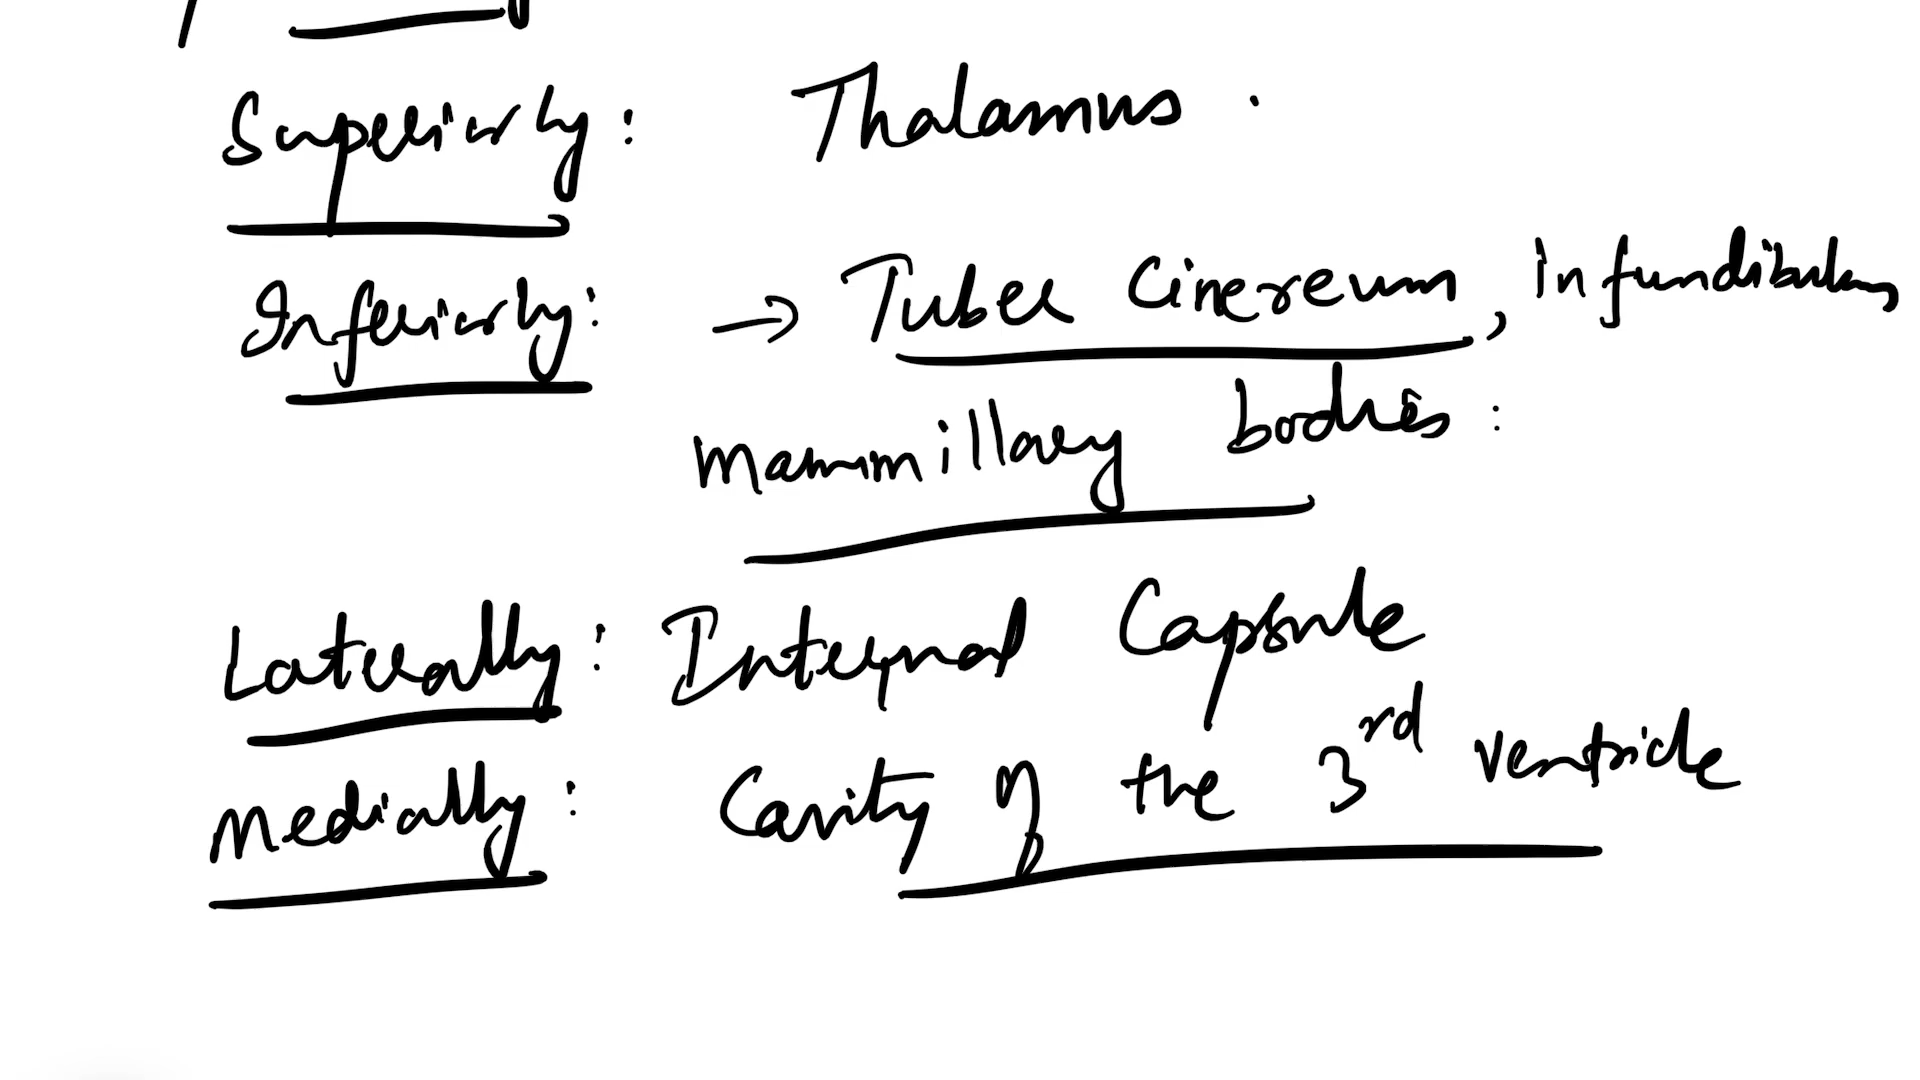 Superiorly: Thalamus.
Inferiorly: → Tuber Cinereum, infundibulum
mammillary bodies:
Laterally: Internal Capsule
Medially: Cavity of the 3rd ventricle